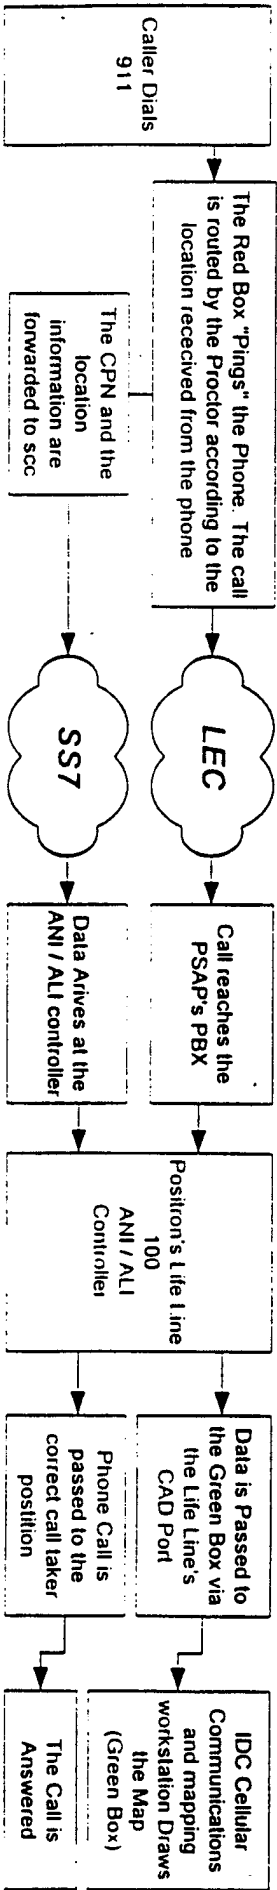 Caller Dials
911
The Red Box "Pings" the Phone. The call
is routed by the Proctor according to the
location rececived from the phone
The CPN and the
location
information are
forwarded to scc
LEC
SS7
Call reaches the
PSAP's PBX
Data Arives at the
ANI / ALI controller
Positron's Life Line
100
ANI / ALI
Controller
Data is Passed to
the Green Box via
the Life Line's
CAD Port
Phone Call is
passed to the
correct call taker
postition
IDC Cellular
Communications
and mapping
workstation Draws
the Map
(Green Box)
The Call is
Answered